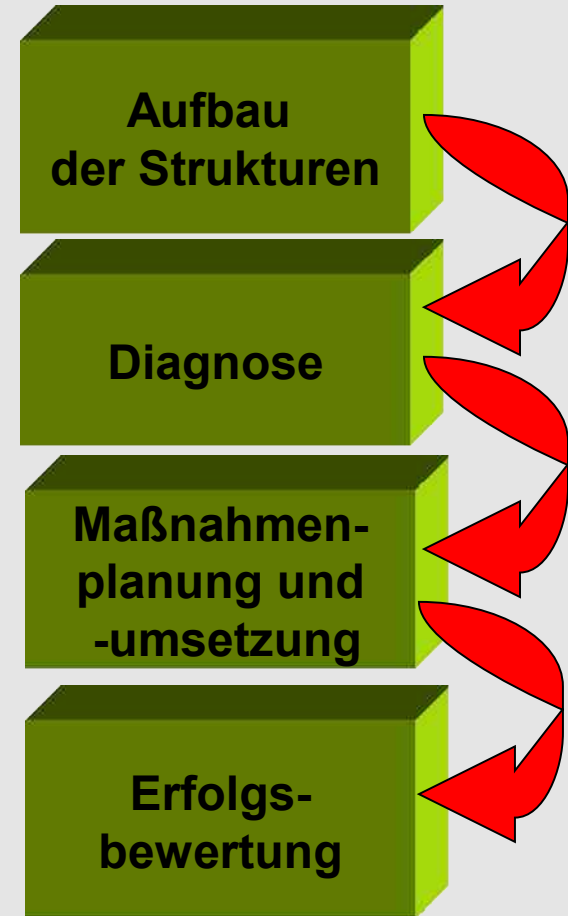 Aufbau
der Strukturen
Diagnose
Maßnahmen-
planung und
-umsetzung
Erfolgs-
bewertung